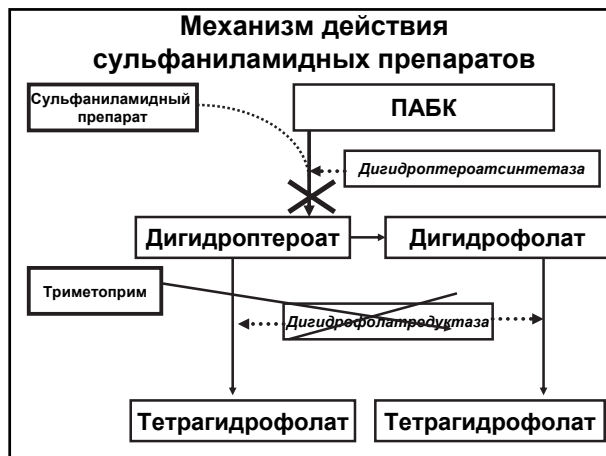 Механизм действия
сульфаниламидных препаратов
Сульфаниламидный
препарат
ПАБК
Дигидроптероатсинтетаза
Дигидроптероат
Дигидрофолат
Триметоприм
Дигидрофолатредуктаза
Тетрагидрофолат
Тетрагидрофолат